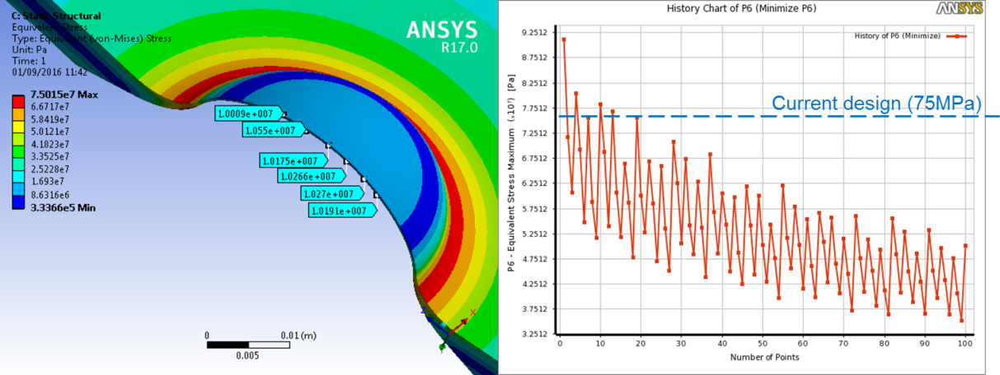 C: Static Structural
Equivalent Stress
Type: Equivalent (von-Mises) Stress
Unit: Pa
Time: 1
01/09/2016 11:42
7.5015e7 Max
6.6717e7
5.8419e7
5.0121e7
4.1823e7
3.3525e7
2.5228e7
1.693e7
8.6316e6
3.3366e5 Min
ANSYS
R17.0
1.0009e+007
1.055e+007
1.0175e+007
1.0266e+007
1.027e+007
1.0191e+007
0
0.01 (m)
0.005
Z
X
Y
History Chart of P6 (Minimize P6)
ANSYS
History of P6 (Minimize)
Current design (75MPa)
P6 - Equivalent Stress Maximum (.10⁷) [Pa]
9.2512
8.7512
8.2512
7.7512
7.2512
6.7512
6.2512
5.7512
5.2512
4.7512
4.2512
3.7512
3.2512
0 10 20 30 40 50 60 70 80 90 100
Number of Points